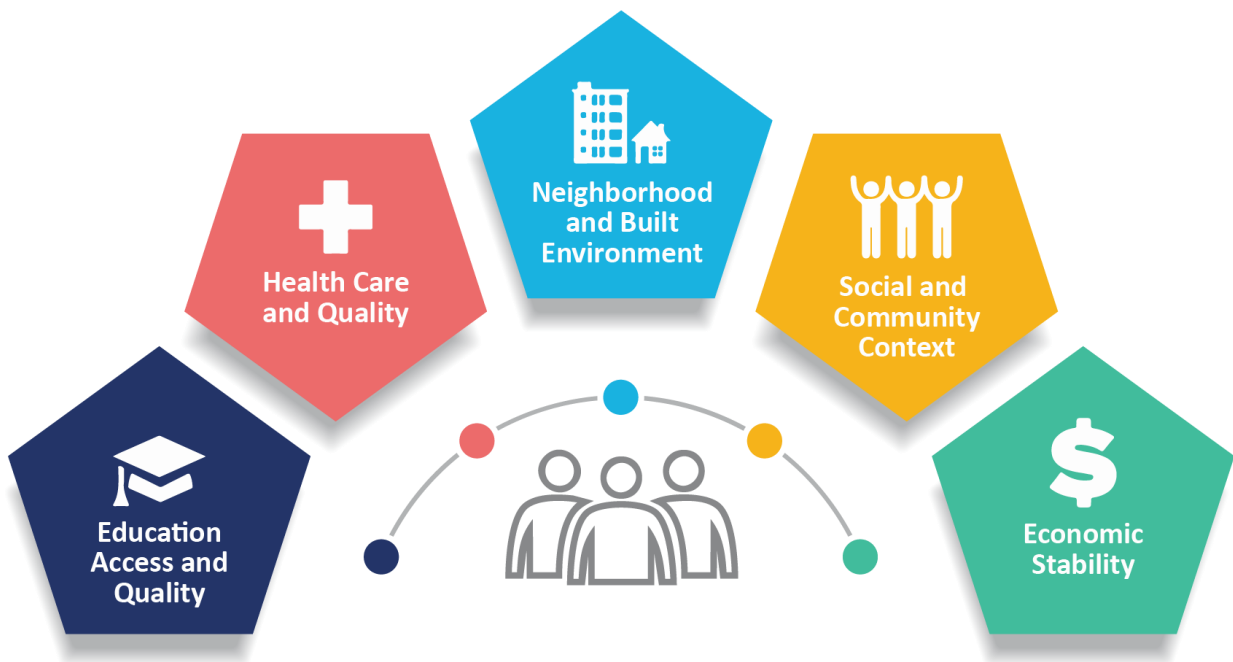 Education
Access and
Quality
Health Care
and Quality
Neighborhood
and Built
Environment
Social and
Community
Context
Economic
Stability